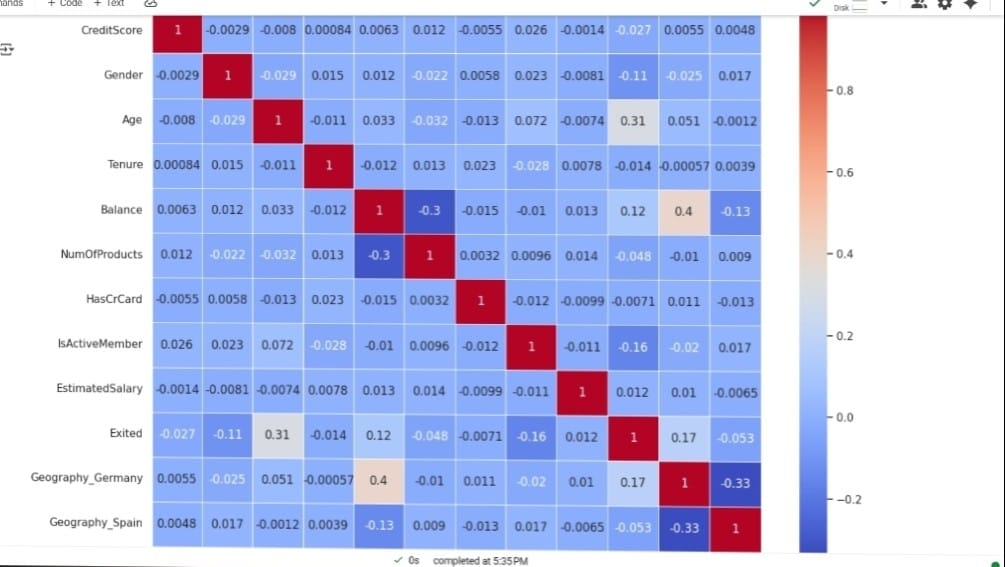 + Code + Text
Disk
CreditScore 1 -0.0029 -0.008 0.00084 0.0063 0.012 -0.0055 0.026 -0.0014 -0.027 0.0055 0.0048
Gender -0.0029 1 -0.029 0.015 0.012 -0.022 0.0058 0.023 -0.0081 -0.11 -0.025 0.017
0.8
Age -0.008 -0.029 1 -0.011 0.033 -0.032 -0.013 0.072 -0.0074 0.31 0.051 -0.0012
Tenure 0.00084 0.015 -0.011 1 -0.012 0.013 0.023 -0.028 0.0078 -0.014 -0.00057 0.0039
0.6
Balance 0.0063 0.012 0.033 -0.012 1 -0.3 -0.015 -0.01 0.013 0.12 0.4 -0.13
NumOfProducts 0.012 -0.022 -0.032 0.013 -0.3 1 0.0032 0.0096 0.014 -0.048 -0.01 0.009
0.4
HasCrCard -0.0055 0.0058 -0.013 0.023 -0.015 0.0032 1 -0.012 -0.0099 -0.0071 0.011 -0.013
0.2
IsActiveMember 0.026 0.023 0.072 -0.028 -0.01 0.0096 -0.012 1 -0.011 -0.16 -0.02 0.017
EstimatedSalary -0.0014 -0.0081 -0.0074 0.0078 0.013 0.014 -0.0099 -0.011 1 0.012 0.01 -0.0065
0.0
Exited -0.027 -0.11 0.31 -0.014 0.12 -0.048 -0.0071 -0.16 0.012 1 0.17 -0.053
Geography_Germany 0.0055 -0.025 0.051 -0.00057 0.4 -0.01 0.011 -0.02 0.01 0.17 1 -0.33
-0.2
Geography_Spain 0.0048 0.017 -0.0012 0.0039 -0.13 0.009 -0.013 0.017 -0.0065 -0.053 -0.33 1
0s completed at 5:35 PM